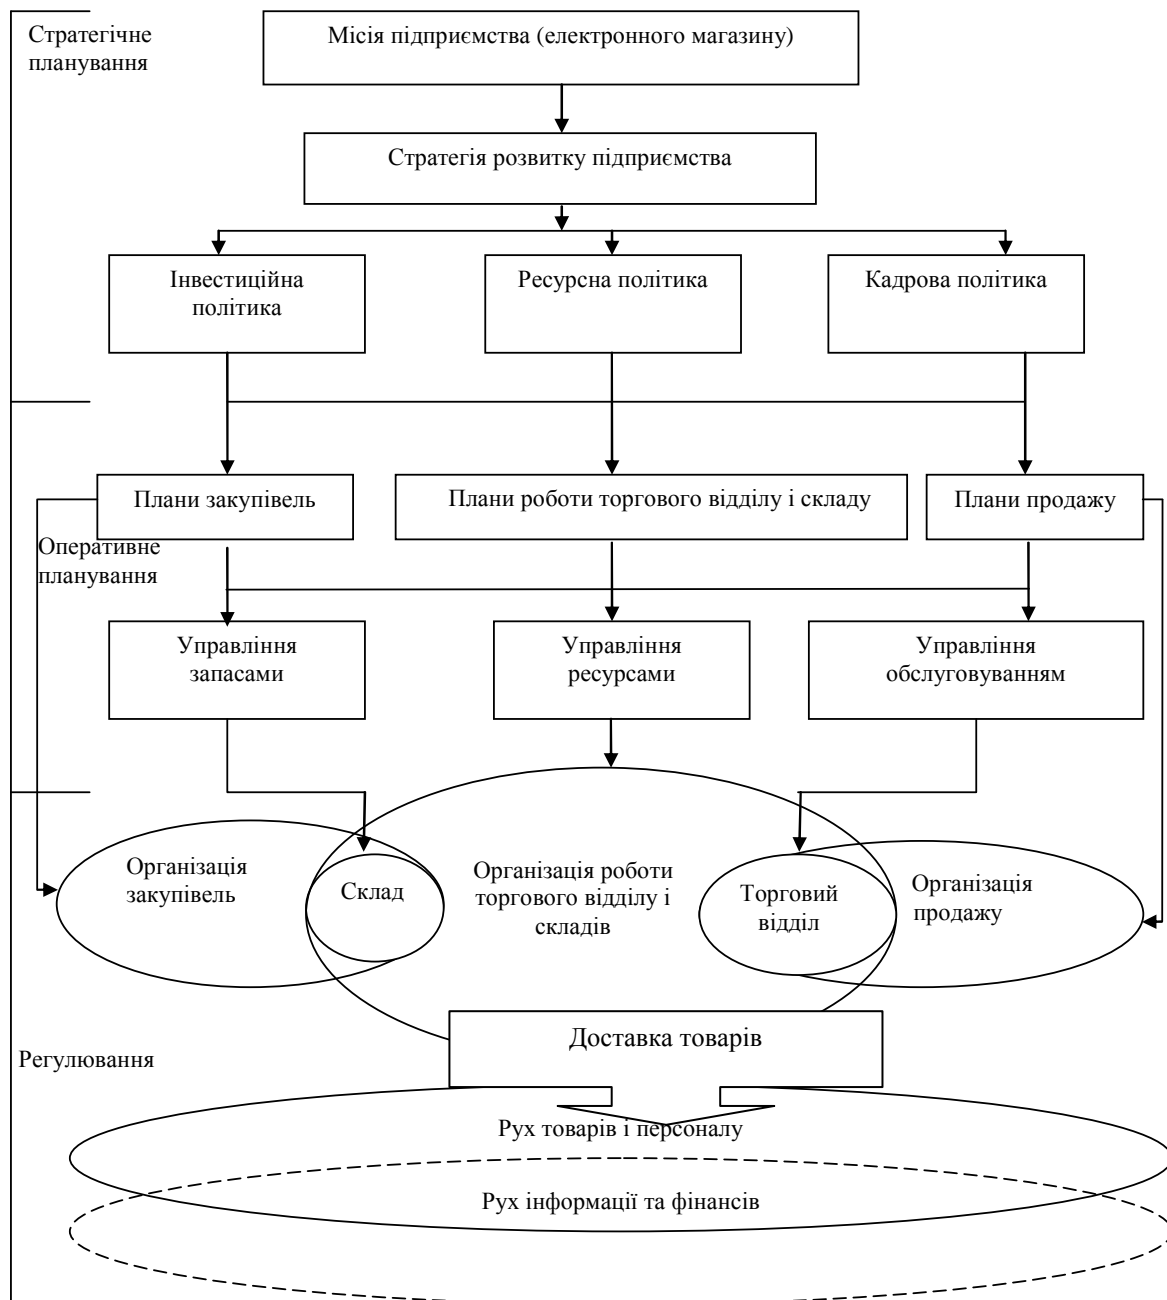 Стратегічне
планування
Місія підприємства (електронного магазину)
Стратегія розвитку підприємства
Інвестиційна
політика
Ресурсна політика
Кадрова політика
Плани закупівель
Плани роботи торгового відділу і складу
Плани продажу
Оперативне
планування
Управління
запасами
Управління
ресурсами
Управління
обслуговуванням
Організація
закупівель
Склад
Організація роботи
торгового відділу і
складів
Торговий
відділ
Організація
продажу
Доставка товарів
Регулювання
Рух товарів і персоналу
Рух інформації та фінансів